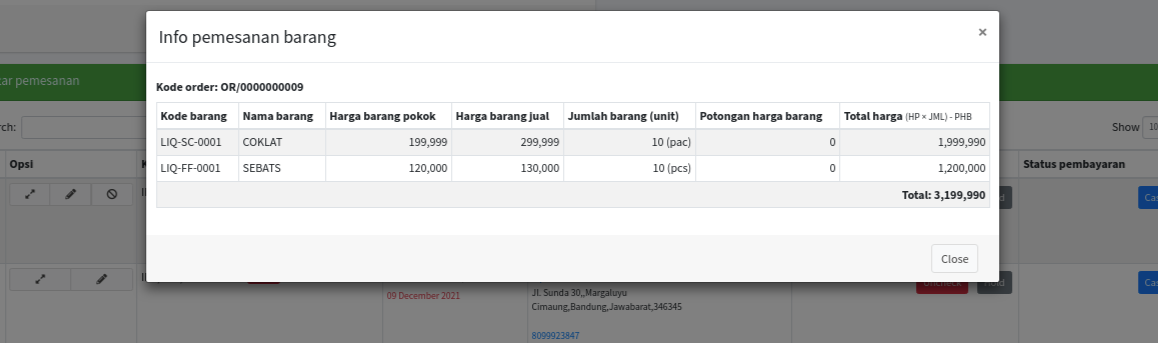 Info pemesanan barang
×
tar pemesanan
Kode order: OR/0000000009
Kode barang Nama barang Harga barang pokok Harga barang jual Jumlah barang (unit) Potongan harga barang Total harga (HP × JML) - PHB
LIQ-SC-0001 COKLAT 199,999 299,999 10 (pac) 0 1,999,990
LIQ-FF-0001 SEBATS 120,000 130,000 10 (pcs) 0 1,200,000
Total: 3,199,990
Close
rch:
Show 10
Opsi K Status pembayaran
d Cas
09 December 2021
Jl. Sunda 30,,Margaluyu
Cimaung,Bandung,Jawabarat,346345
Uncheck Hold Cas
8099923847